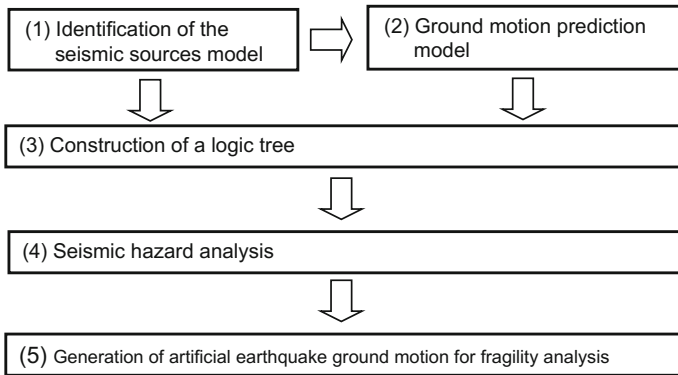 (1) Identification of the
seismic sources model
(2) Ground motion prediction
model
(3) Construction of a logic tree
(4) Seismic hazard analysis
(5) Generation of artificial earthquake ground motion for fragility analysis